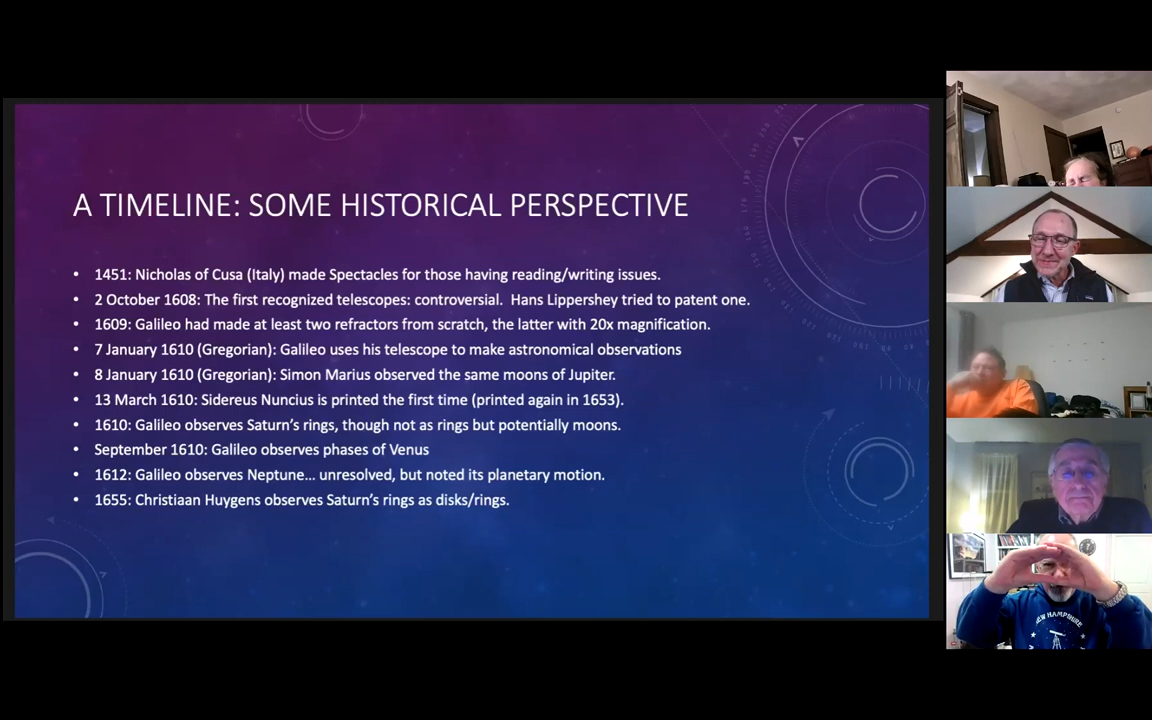 A TIMELINE: SOME HISTORICAL PERSPECTIVE
• 1451: Nicholas of Cusa (Italy) made Spectacles for those having reading/writing issues.
• 2 October 1608: The first recognized telescopes: controversial.  Hans Lippershey tried to patent one.
• 1609: Galileo had made at least two refractors from scratch, the latter with 20x magnification.
• 7 January 1610 (Gregorian): Galileo uses his telescope to make astronomical observations
• 8 January 1610 (Gregorian): Simon Marius observed the same moons of Jupiter.
• 13 March 1610: Sidereus Nuncius is printed the first time (printed again in 1653).
• 1610: Galileo observes Saturn's rings, though not as rings but potentially moons.
• September 1610: Galileo observes phases of Venus
• 1612: Galileo observes Neptune... unresolved, but noted its planetary motion.
• 1655: Christiaan Huygens observes Saturn's rings as disks/rings.
NEW HAMPSHIRE